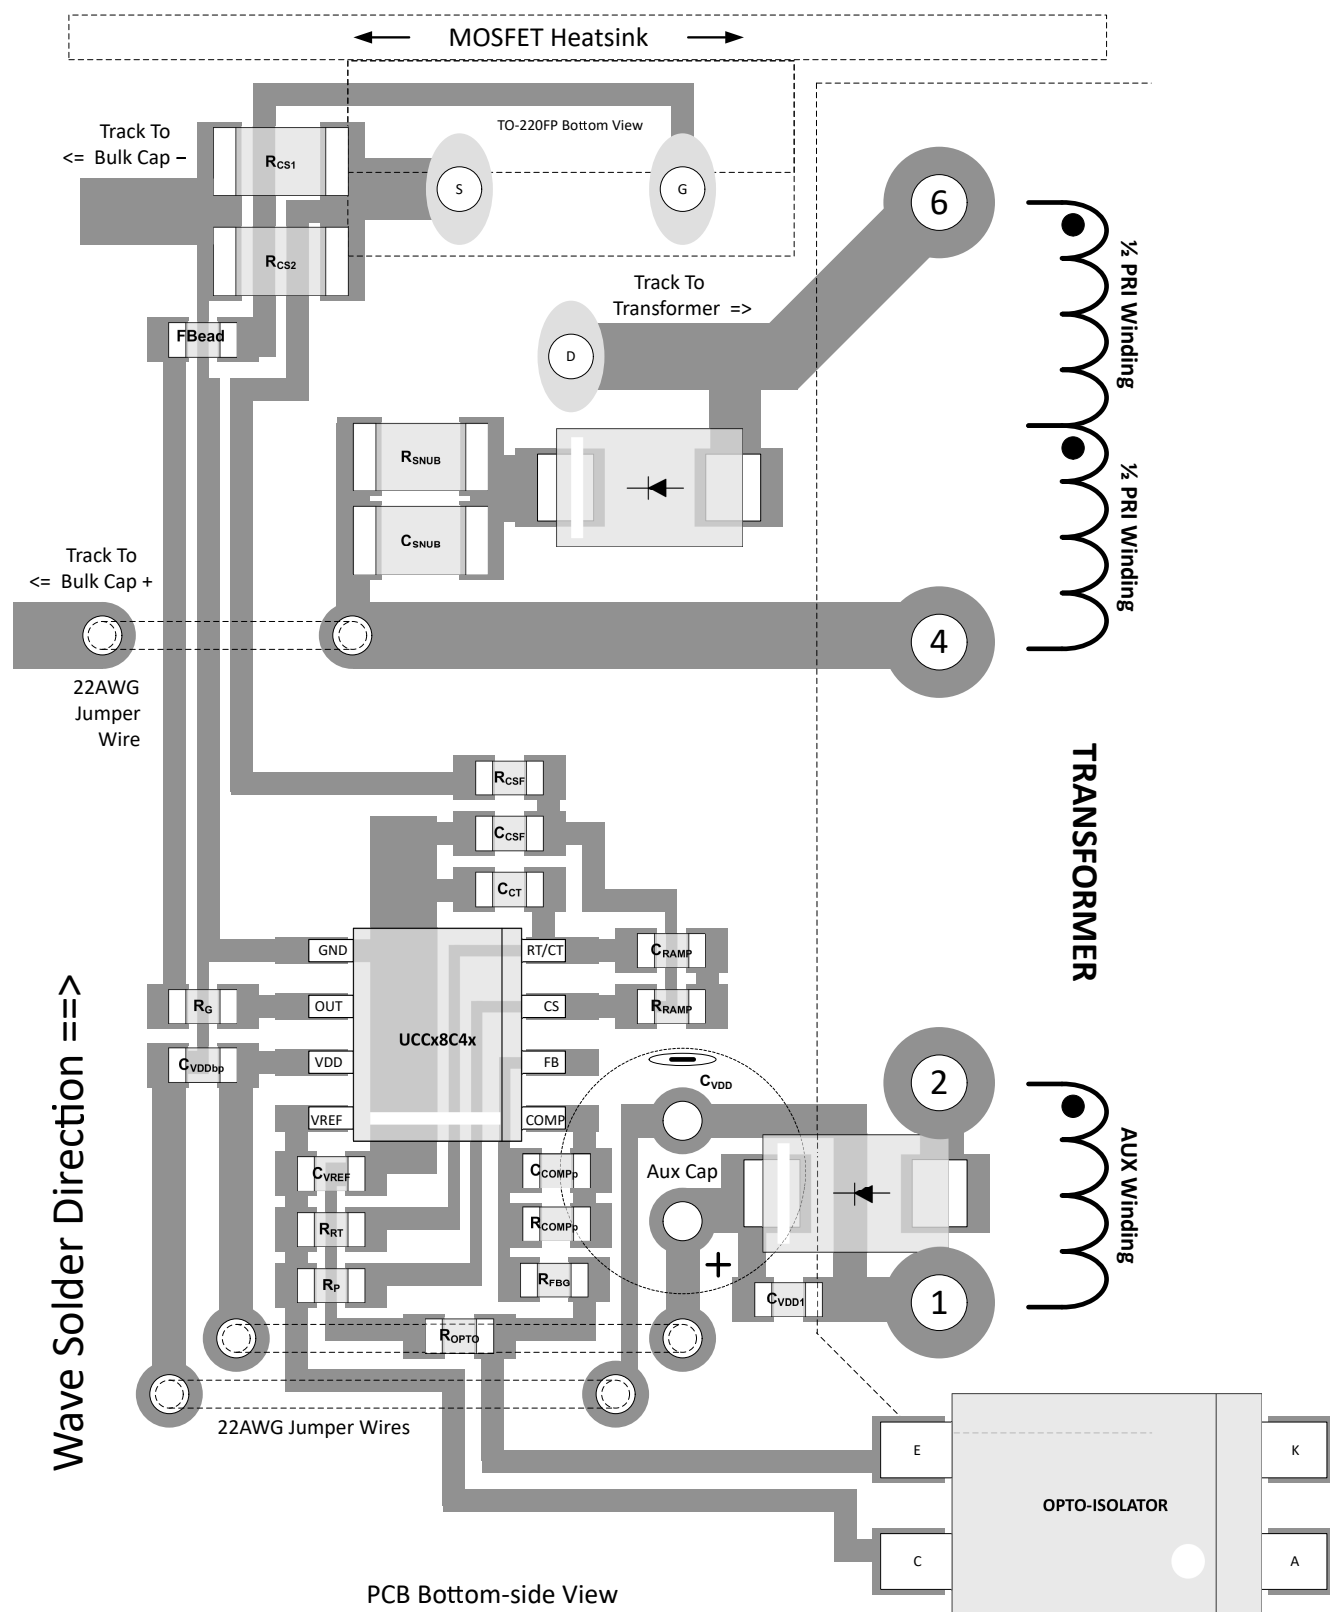 MOSFET Heatsink
Track To
<= Bulk Cap –
TO-220FP Bottom View
RCS1
S
G
6
RCS2
½ PRI Winding
Track To
Transformer =>
FBead
D
RSNUB
½ PRI Winding
CSNUB
Track To
<= Bulk Cap +
4
22AWG
Jumper
Wire
TRANSFORMER
RCSF
CCSF
CCT
GND
RT/CT
CRAMP
RG
OUT
CS
RRAMP
UCCx8C4x
CVDDbp
VDD
FB
CVDD
2
VREF
COMP
AUX Winding
CVREF
CCOMPp
Aux Cap
RRT
RCOMPp
+
RP
RFBG
CVDD1
1
ROPTO
Wave Solder Direction ==>
22AWG Jumper Wires
E
K
OPTO-ISOLATOR
C
A
PCB Bottom-side View